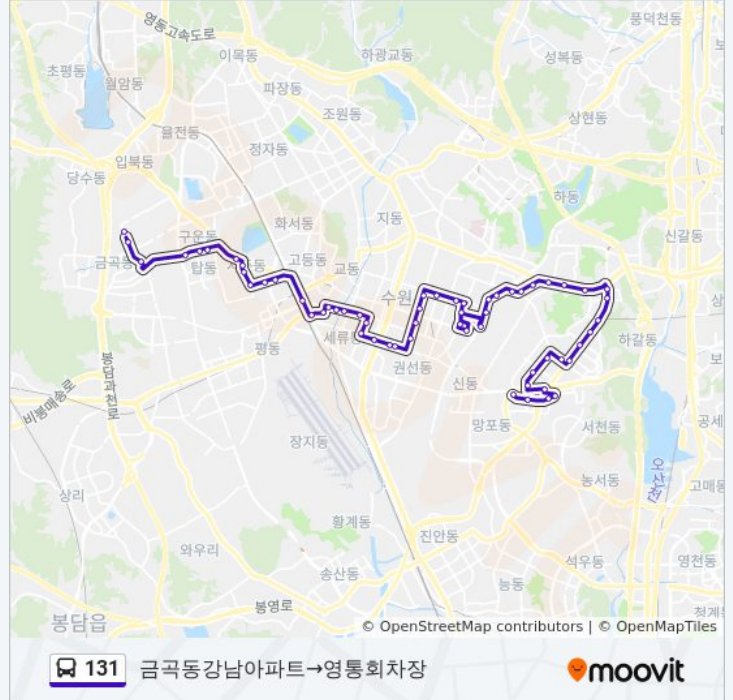 영동고속도로
풍덕천동
이목동
하광교동
성복동
초평동
월암동
파장동
조원동
상현동
율전동
정자동
입북동
당수동
하동
화서동
지동
구운동
신갈동
금곡동
탑동
고등동
교동
수원
세류동
하갈동
평동
권선동
신동
봉담과천로
비봉매송로
망포동
서천동
공세
장지동
오산천
농서동
고매동
상리
황계동
진안동
와우리
석우동
영천동
송산동
능동
봉영로
봉담읍
© OpenStreetMap contributors | © OpenMapTiles
131 금곡동강남아파트→영통회차장
moovit